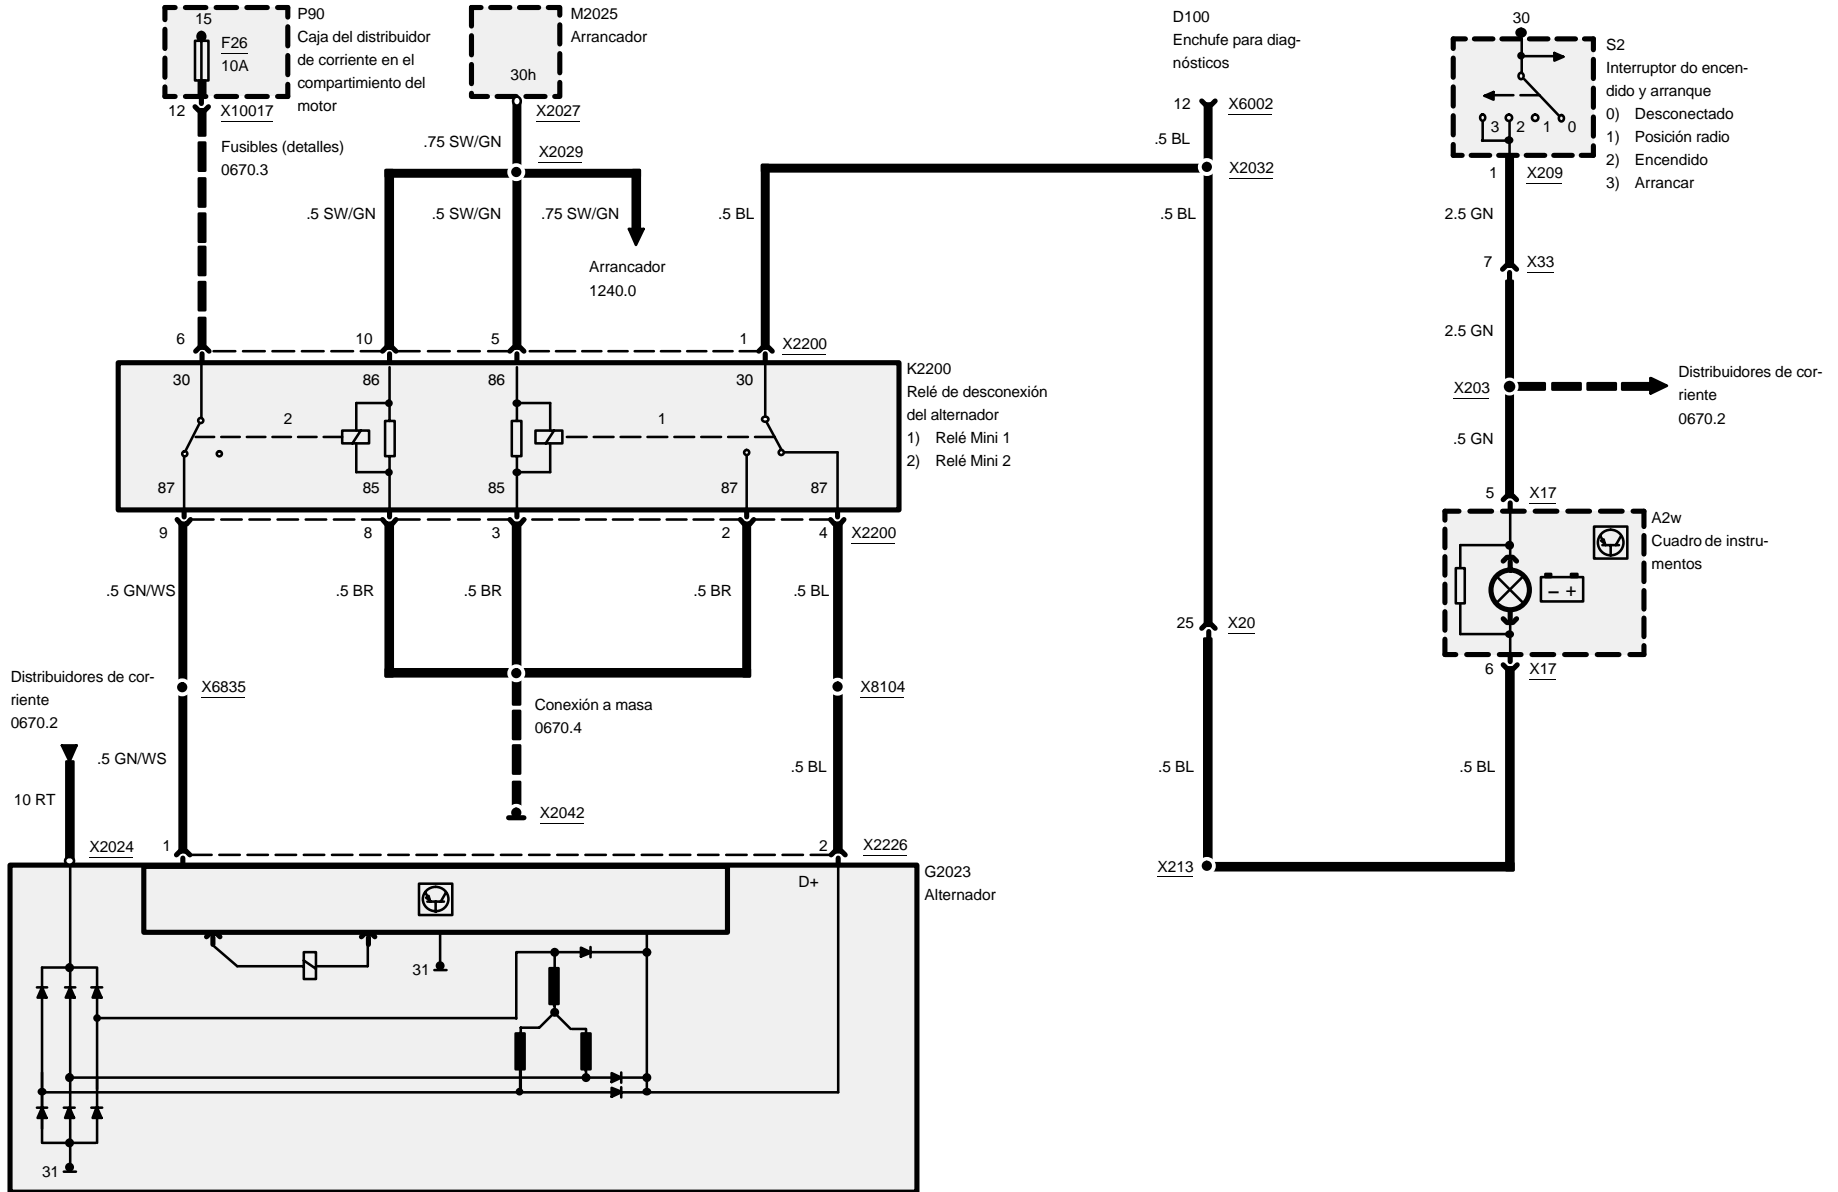 15
F26
10A
P90
Caja del distribuidor
de corriente en el
compartimiento del
motor
12
X10017
Fusibles (detalles)
0670.3
M2025
Arrancador
30h
X2027
.75 SW/GN
X2029
.5 SW/GN
.5 SW/GN
.75 SW/GN
Arrancador
1240.0
D100
Enchufe para diag-
nósticos
12
X6002
.5 BL
X2032
.5 BL
.5 BL
30
S2
Interruptor do encen-
dido y arranque
0) Desconectado
1) Posición radio
2) Encendido
3) Arrancar
3
2
1
0
1
X209
2.5 GN
7
X33
2.5 GN
X203
Distribuidores de cor-
riente
0670.2
.5 GN
5
X17
A2w
Cuadro de instru-
mentos
– +
6
X17
.5 BL
6
10
5
1
X2200
30
86
86
30
2
1
87
85
85
87
87
K2200
Relé de desconexión
del alternador
1) Relé Mini 1
2) Relé Mini 2
9
8
3
2
4
X2200
.5 GN/WS
.5 BR
.5 BR
.5 BR
.5 BL
25
X20
Distribuidores de cor-
riente
0670.2
X6835
X8104
Conexión a masa
0670.4
.5 GN/WS
.5 BL
.5 BL
10 RT
X2042
X2024
1
2
X2226
X213
D+
G2023
Alternador
31
31